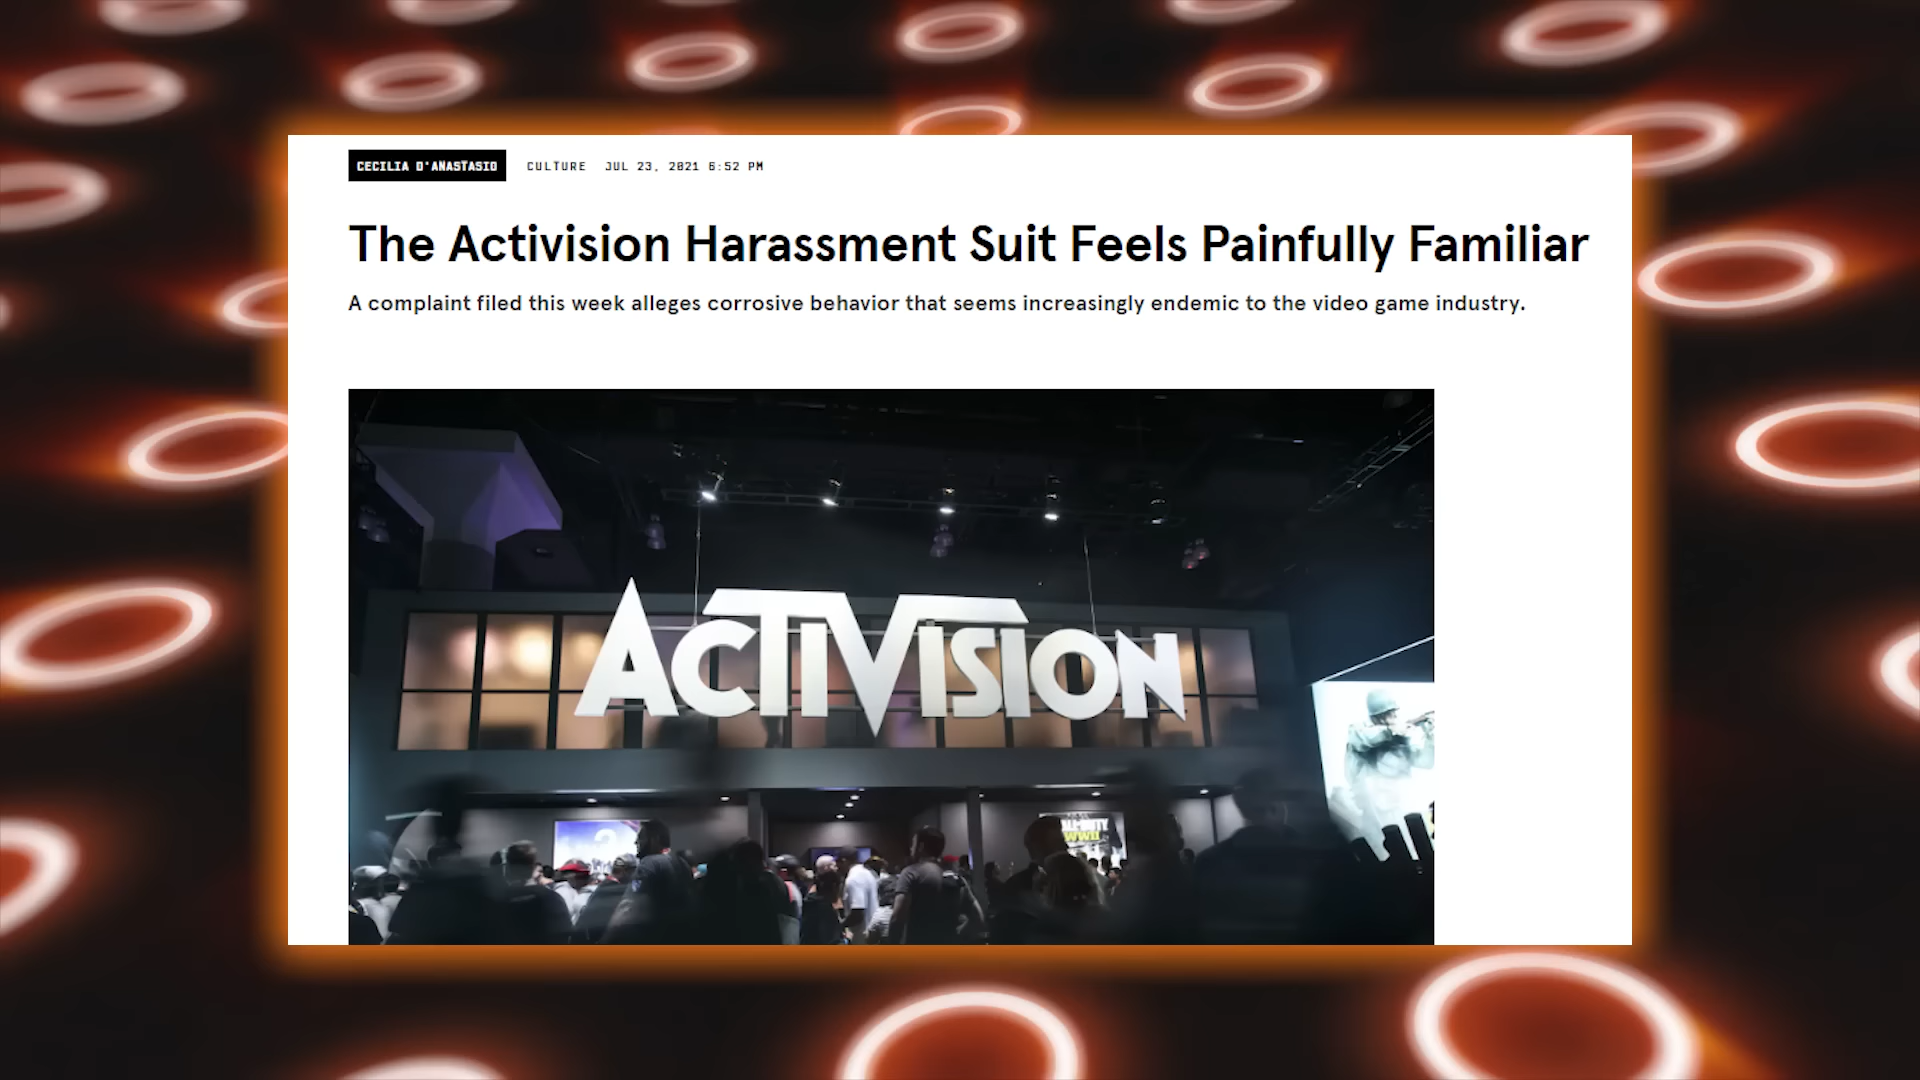 CECILIA D'ANASTASIO CULTURE JUL 23, 2021 6:52 PM
The Activision Harassment Suit Feels Painfully Familiar
A complaint filed this week alleges corrosive behavior that seems increasingly endemic to the video game industry.
ACTIVISION
WWII